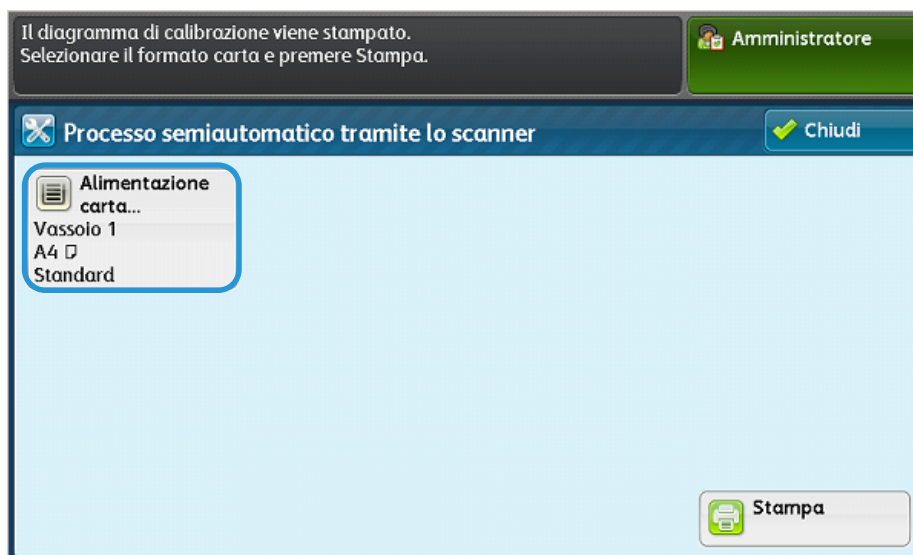 Il diagramma di calibrazione viene stampato.
Selezionare il formato carta e premere Stampa.
Amministratore
Processo semiautomatico tramite lo scanner
Chiudi
Alimentazione
carta...
Vassoio 1
A4
Standard
Stampa